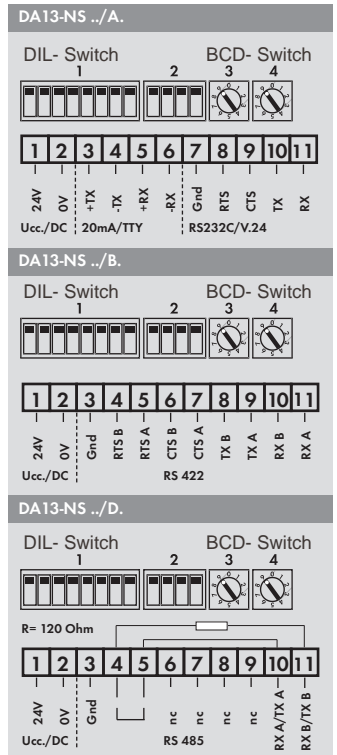 DA13-NS ../A.
DIL- Switch BCD- Switch
1 2 3 4
1 2 3 4 5 6 7 8 9 10 11
24V 0V +TX -TX +RX -RX Gnd RTS CTS TX RX
Ucc./DC 20mA/TTY RS232C/V.24
DA13-NS ../B.
DIL- Switch BCD- Switch
1 2 3 4
1 2 3 4 5 6 7 8 9 10 11
24V 0V Gnd RTS B RTS A CTS B CTS A TX B TX A RX B RX A
Ucc./DC RS 422
DA13-NS ../D.
DIL- Switch BCD- Switch
1 2 3 4
R= 120 Ohm
1 2 3 4 5 6 7 8 9 10 11
24V 0V Gnd nc nc nc nc RX A/TX A RX B/TX B
Ucc./DC RS 485